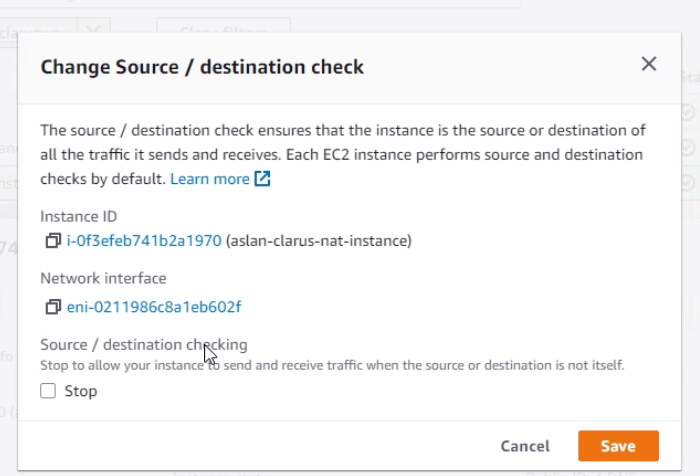 Clear filters
Change Source / destination check
The source / destination check ensures that the instance is the source or destination of
all the traffic it sends and receives. Each EC2 instance performs source and destination
checks by default. Learn more
Instance ID
i-0f3efeb741b2a1970 (aslan-clarus-nat-instance)
Network interface
eni-0211986c8a1eb602f
Source / destination checking
Stop to allow your instance to send and receive traffic when the source or destination is not itself.
Stop
Cancel
Save